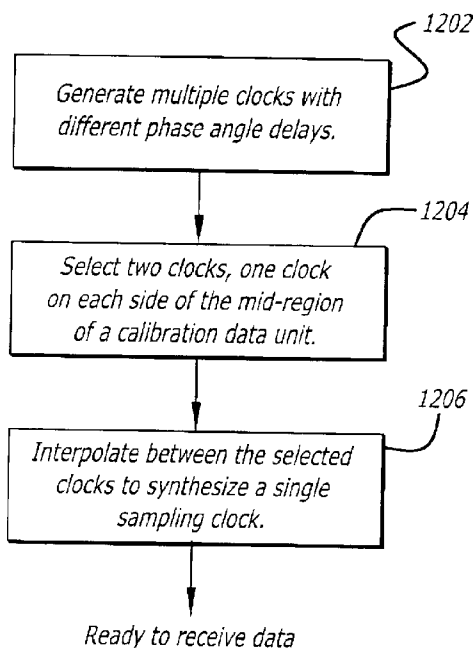 1202
Generate multiple clocks with
different phase angle delays.
1204
Select two clocks, one clock
on each side of the mid-region
of a calibration data unit.
1206
Interpolate between the selected
clocks to synthesize a single
sampling clock.
Ready to receive data